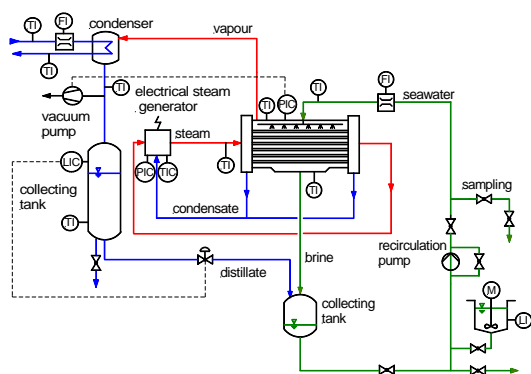 condenser
vapour
TI
FI
TI
TI
electrical steam
generator
vacuum
pump
steam
TI
PIC
TI
FI
seawater
LIC
PIC
TIC
TI
TI
collecting
tank
condensate
TI
sampling
brine
recirculation
pump
distillate
collecting
tank
M
LI